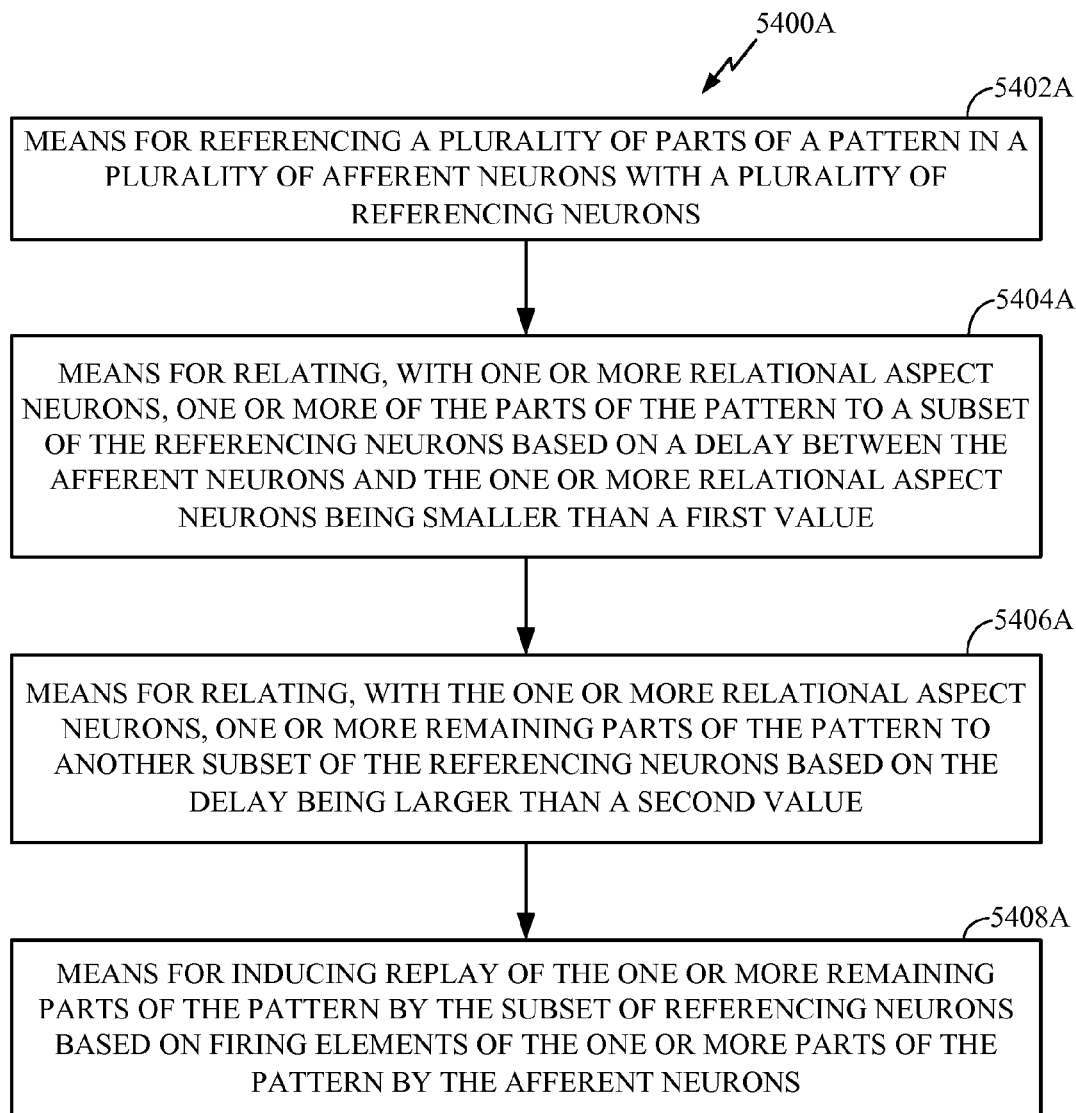 5400A
5402A
MEANS FOR REFERENCING A PLURALITY OF PARTS OF A PATTERN IN A
PLURALITY OF AFFERENT NEURONS WITH A PLURALITY OF
REFERENCING NEURONS
5404A
MEANS FOR RELATING, WITH ONE OR MORE RELATIONAL ASPECT
NEURONS, ONE OR MORE OF THE PARTS OF THE PATTERN TO A SUBSET
OF THE REFERENCING NEURONS BASED ON A DELAY BETWEEN THE
AFFERENT NEURONS AND THE ONE OR MORE RELATIONAL ASPECT
NEURONS BEING SMALLER THAN A FIRST VALUE
5406A
MEANS FOR RELATING, WITH THE ONE OR MORE RELATIONAL ASPECT
NEURONS, ONE OR MORE REMAINING PARTS OF THE PATTERN TO
ANOTHER SUBSET OF THE REFERENCING NEURONS BASED ON THE
DELAY BEING LARGER THAN A SECOND VALUE
5408A
MEANS FOR INDUCING REPLAY OF THE ONE OR MORE REMAINING
PARTS OF THE PATTERN BY THE SUBSET OF REFERENCING NEURONS
BASED ON FIRING ELEMENTS OF THE ONE OR MORE PARTS OF THE
PATTERN BY THE AFFERENT NEURONS